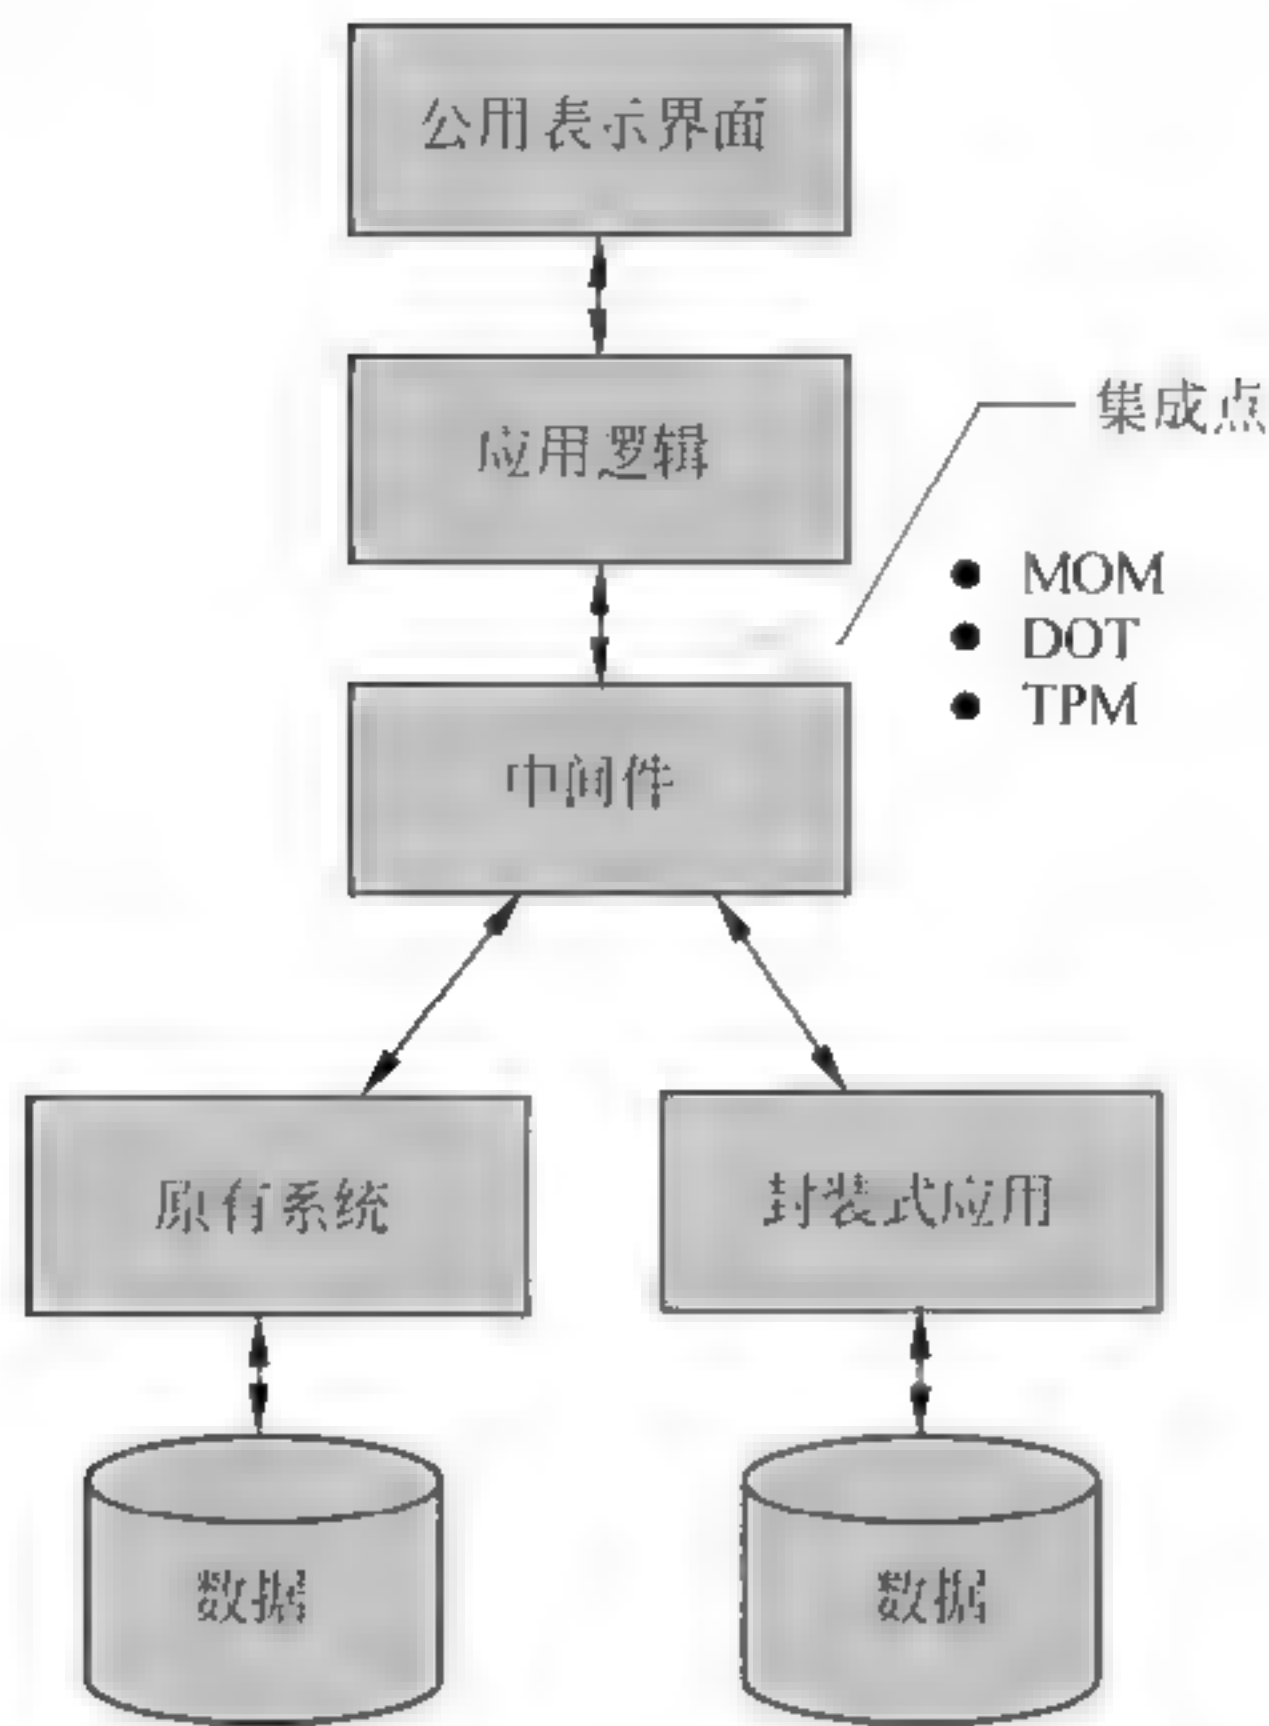 公用表示界面
应用逻辑
集成点
● MOM
● DOT
● TPM
中间件
原有系统
封装式应用
数据
数据